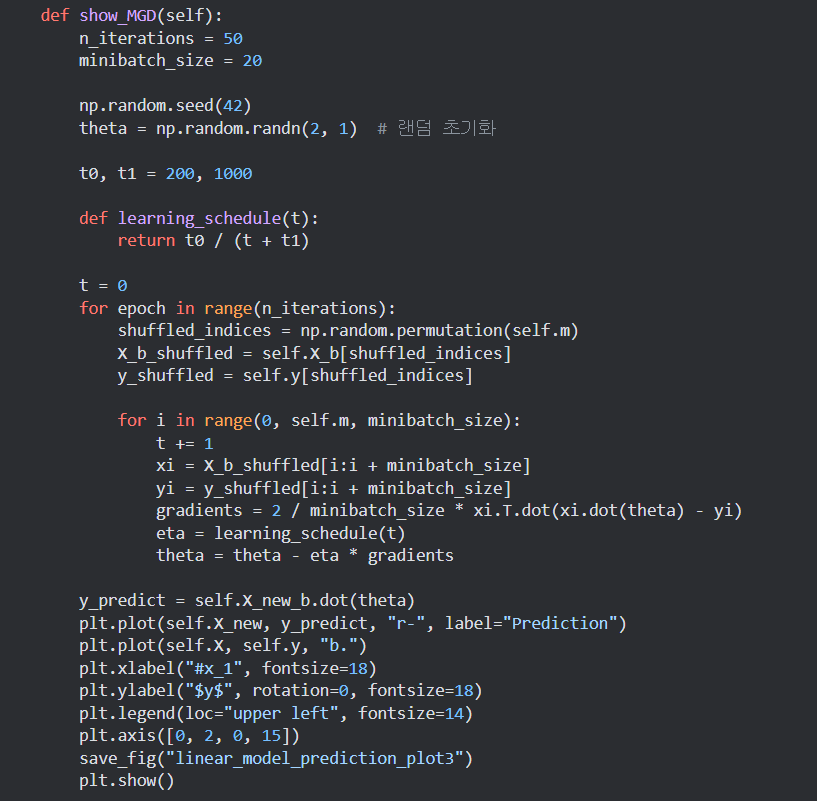 def show_MGD(self):
n_iterations = 50
minibatch_size = 20
np.random.seed(42)
theta = np.random.randn(2, 1)  # 랜덤 초기화
t0, t1 = 200, 1000
def learning_schedule(t):
return t0 / (t + t1)
t = 0
for epoch in range(n_iterations):
shuffled_indices = np.random.permutation(self.m)
X_b_shuffled = self.X_b[shuffled_indices]
y_shuffled = self.y[shuffled_indices]
for i in range(0, self.m, minibatch_size):
t += 1
xi = X_b_shuffled[i:i + minibatch_size]
yi = y_shuffled[i:i + minibatch_size]
gradients = 2 / minibatch_size * xi.T.dot(xi.dot(theta) - yi)
eta = learning_schedule(t)
theta = theta - eta * gradients
y_predict = self.X_new_b.dot(theta)
plt.plot(self.X_new, y_predict, "r-", label="Prediction")
plt.plot(self.X, self.y, "b.")
plt.xlabel("#x_1", fontsize=18)
plt.ylabel("$y$", rotation=0, fontsize=18)
plt.legend(loc="upper left", fontsize=14)
plt.axis([0, 2, 0, 15])
save_fig("linear_model_prediction_plot3")
plt.show()